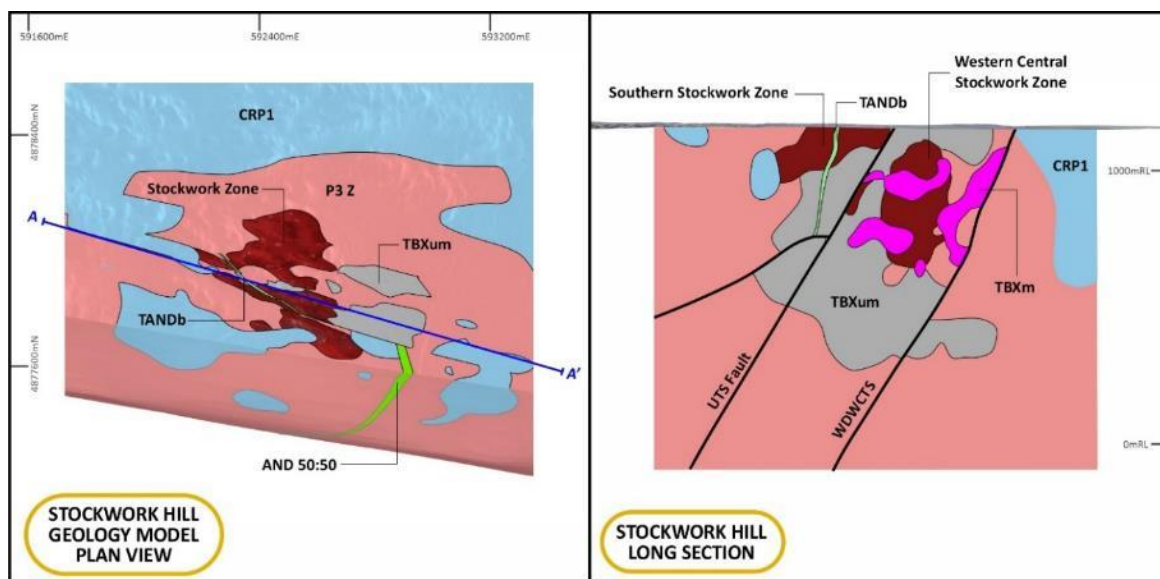 591600mE
592400mE
593200mE
4878400mN
4877600mN
CRP1
Stockwork Zone
P3 Z
A
TBXum
TANDb
A'
AND 50:50
STOCKWORK HILL
GEOLOGY MODEL
PLAN VIEW
Western Central
Stockwork Zone
Southern Stockwork Zone
TANDb
1000mRL
CRP1
TBXum
TBXm
UTS Fault
WDWCTS
0mRL
STOCKWORK HILL
LONG SECTION